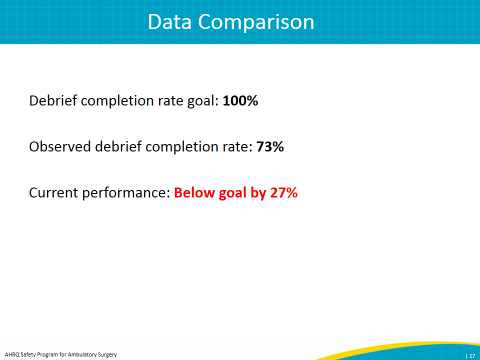 Data Comparison
Debrief completion rate goal: 100%
Observed debrief completion rate: 73%
Current performance: Below goal by 27%
AHRQ Safety Program for Ambulatory Surgery
| 17